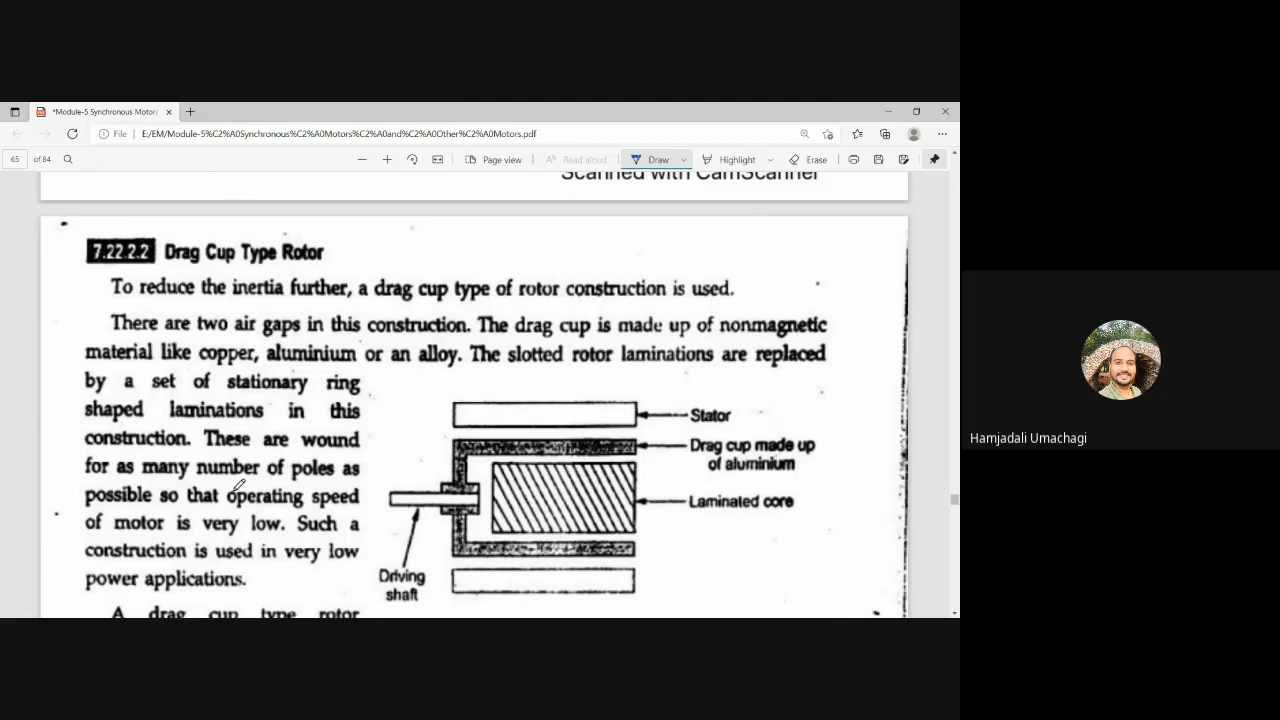 *Module-5 Synchronous Motors
File
E:/EM/Module-5%C2%A0Synchronous%C2%A0Motors%C2%A0and%C2%A0Other%C2%A0Motors.pdf
65 of 84
Page view
Read aloud
Draw
Highlight
Erase
Scanned with CamScanner
7.22.2.2 Drag Cup Type Rotor
To reduce the inertia further, a drag cup type of rotor construction is used.
There are two air gaps in this construction. The drag cup is made up of nonmagnetic
material like copper, aluminium or an alloy. The slotted rotor laminations are replaced
by a set of stationary ring
shaped laminations in this
construction. These are wound
for as many number of poles as
possible so that operating speed
of motor is very low. Such a
construction is used in very low
power applications.
A drag cup type rotor
Stator
Drag cup made up
of aluminium
Laminated core
Driving
shaft
Hamjadali Umachagi